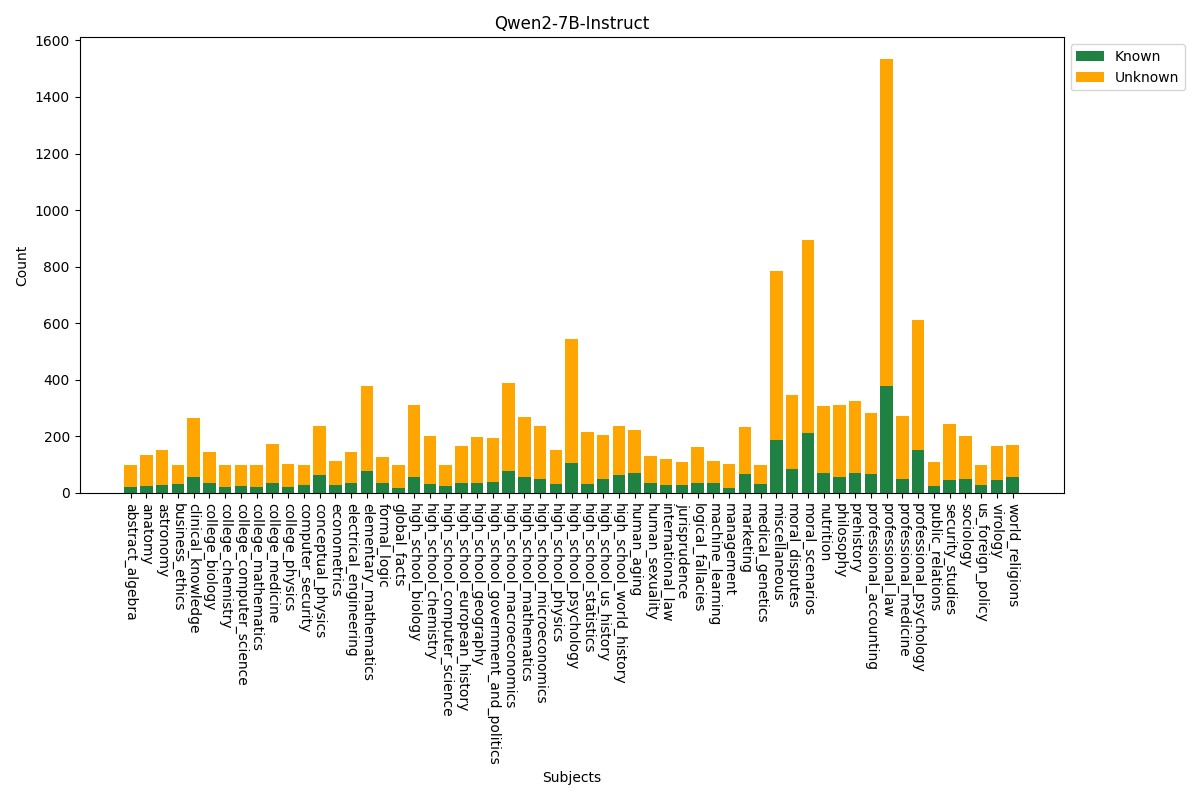 Qwen2-7B-Instruct
Known
Unknown
Count
1600
1400
1200
1000
800
600
400
200
0
abstract_algebra
anatomy
astronomy
business_ethics
clinical_knowledge
college_biology
college_chemistry
college_computer_science
college_mathematics
college_medicine
college_physics
computer_security
conceptual_physics
econometrics
electrical_engineering
elementary_mathematics
formal_logic
global_facts
high_school_biology
high_school_chemistry
high_school_computer_science
high_school_european_history
high_school_geography
high_school_government_and_politics
high_school_macroeconomics
high_school_mathematics
high_school_microeconomics
high_school_physics
high_school_psychology
high_school_statistics
high_school_us_history
high_school_world_history
human_aging
human_sexuality
international_law
jurisprudence
logical_fallacies
machine_learning
management
marketing
medical_genetics
miscellaneous
moral_disputes
moral_scenarios
nutrition
philosophy
prehistory
professional_accounting
professional_law
professional_medicine
professional_psychology
public_relations
security_studies
sociology
us_foreign_policy
virology
world_religions
Subjects